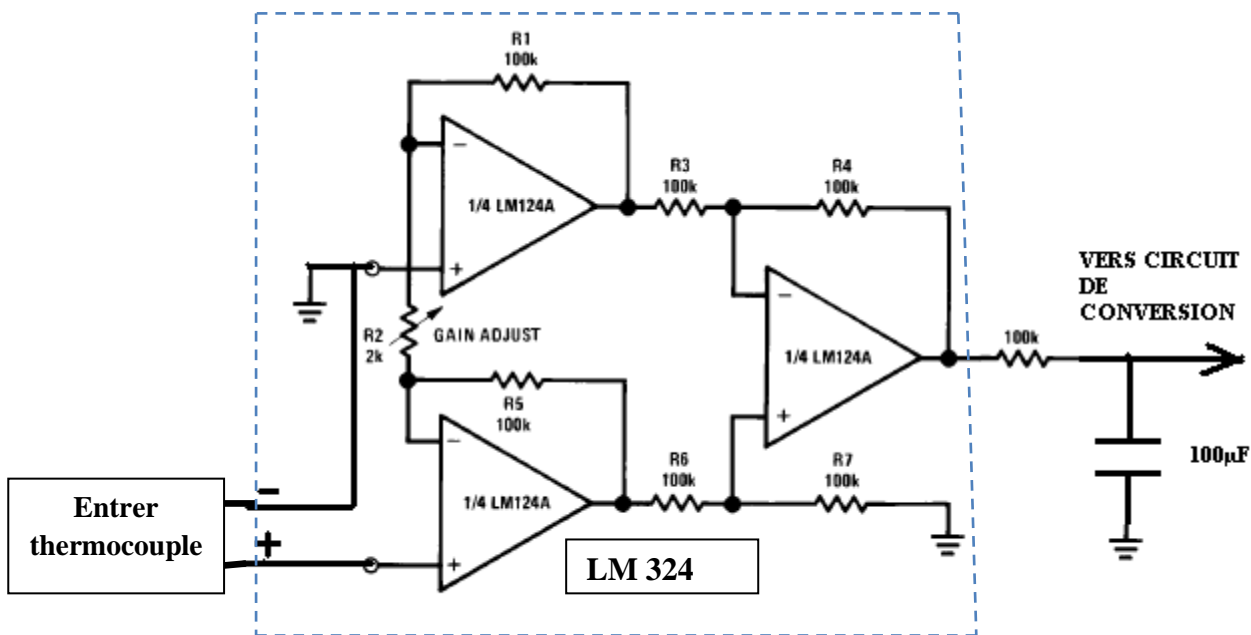 R1
100k
−
1/4 LM124A
+
R3
100k
R4
100k
R2
2k
GAIN ADJUST
−
1/4 LM124A
+
VERS CIRCUIT
DE
CONVERSION
100k
100µF
R5
100k
−
1/4 LM124A
+
R6
100k
R7
100k
Entrer
thermocouple
-
+
LM 324